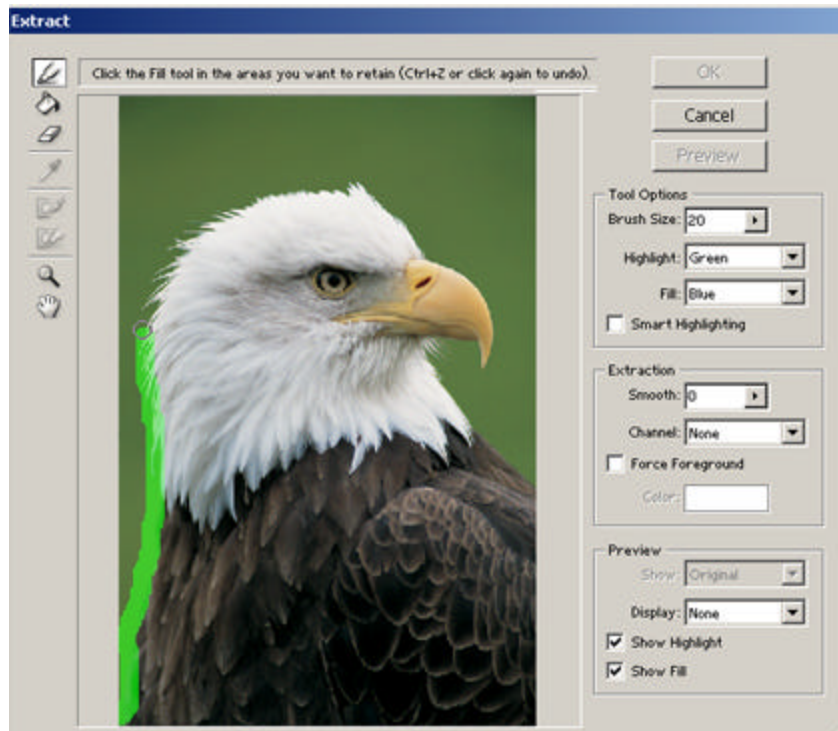 Extract
Click the Fill tool in the areas you want to retain (Ctrl+Z or click again to undo).
OK
Cancel
Preview
Tool Options
Brush Size: 20
Highlight: Green
Fill: Blue
Smart Highlighting
Extraction
Smooth: 0
Channel: None
Force Foreground
Color:
Preview
Show: Original
Display: None
Show Highlight
Show Fill